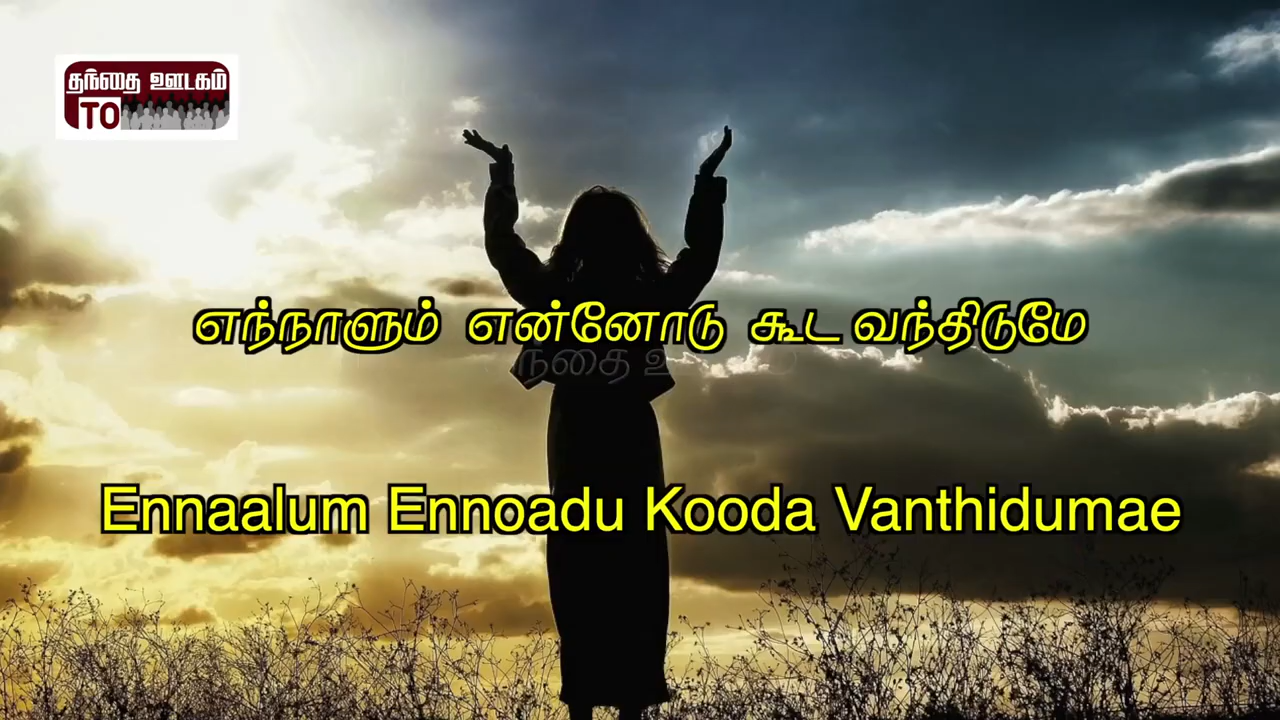 தந்தை ஊடகம்
TO
எந்நாளும் என்னோடு கூட வந்திடுமே
Ennaalum Ennoadu Kooda Vanthidumae